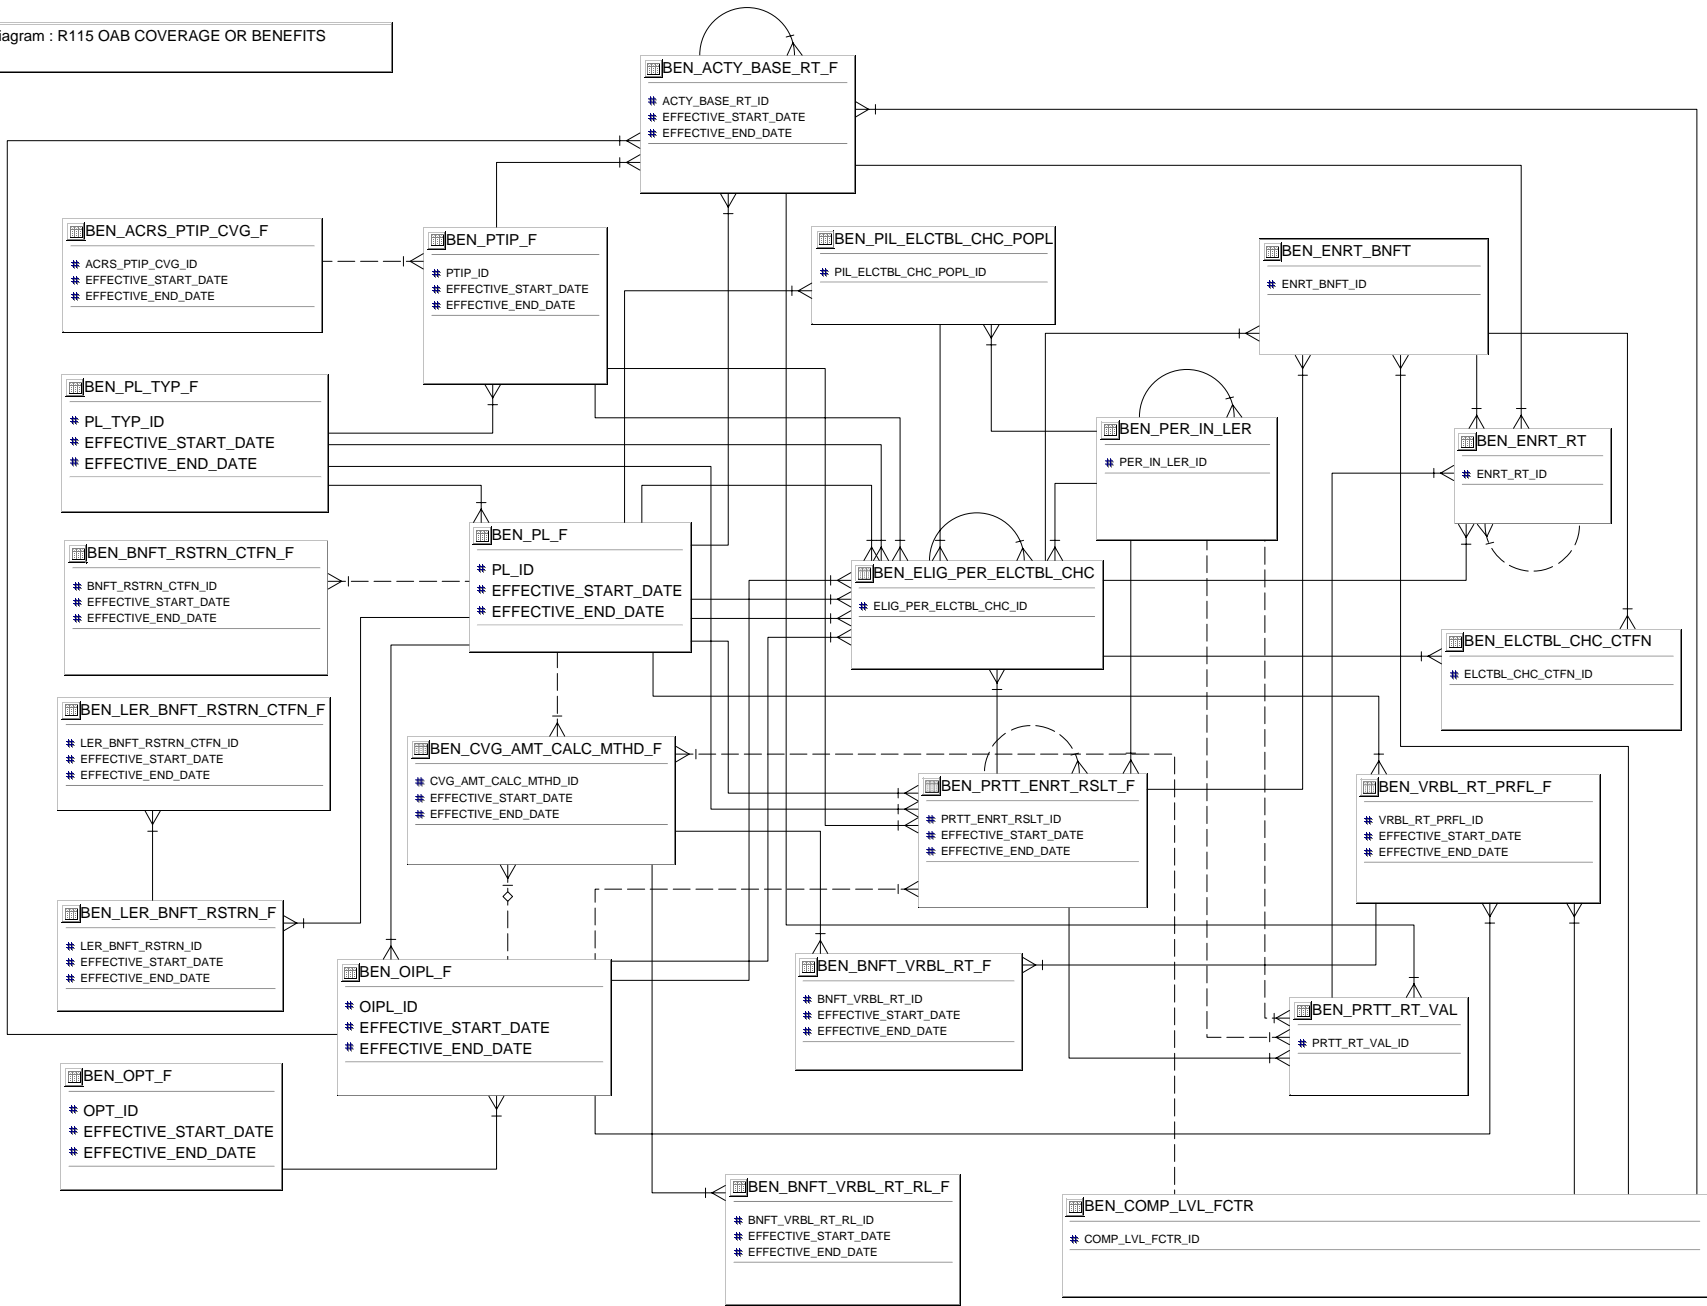 iagram : R115 OAB COVERAGE OR BENEFITS
BEN_ACTY_BASE_RT_F
# ACTY_BASE_RT_ID
# EFFECTIVE_START_DATE
# EFFECTIVE_END_DATE
BEN_ACRS_PTIP_CVG_F
# ACRS_PTIP_CVG_ID
# EFFECTIVE_START_DATE
# EFFECTIVE_END_DATE
BEN_PTIP_F
# PTIP_ID
# EFFECTIVE_START_DATE
# EFFECTIVE_END_DATE
BEN_PIL_ELCTBL_CHC_POPL
# PIL_ELCTBL_CHC_POPL_ID
BEN_ENRT_BNFT
# ENRT_BNFT_ID
BEN_PL_TYP_F
# PL_TYP_ID
# EFFECTIVE_START_DATE
# EFFECTIVE_END_DATE
BEN_PER_IN_LER
# PER_IN_LER_ID
BEN_ENRT_RT
# ENRT_RT_ID
BEN_BNFT_RSTRN_CTFN_F
# BNFT_RSTRN_CTFN_ID
# EFFECTIVE_START_DATE
# EFFECTIVE_END_DATE
BEN_PL_F
# PL_ID
# EFFECTIVE_START_DATE
# EFFECTIVE_END_DATE
BEN_ELIG_PER_ELCTBL_CHC
# ELIG_PER_ELCTBL_CHC_ID
BEN_ELCTBL_CHC_CTFN
# ELCTBL_CHC_CTFN_ID
BEN_LER_BNFT_RSTRN_CTFN_F
# LER_BNFT_RSTRN_CTFN_ID
# EFFECTIVE_START_DATE
# EFFECTIVE_END_DATE
BEN_CVG_AMT_CALC_MTHD_F
# CVG_AMT_CALC_MTHD_ID
# EFFECTIVE_START_DATE
# EFFECTIVE_END_DATE
BEN_PRTT_ENRT_RSLT_F
# PRTT_ENRT_RSLT_ID
# EFFECTIVE_START_DATE
# EFFECTIVE_END_DATE
BEN_VRBL_RT_PRFL_F
# VRBL_RT_PRFL_ID
# EFFECTIVE_START_DATE
# EFFECTIVE_END_DATE
BEN_LER_BNFT_RSTRN_F
# LER_BNFT_RSTRN_ID
# EFFECTIVE_START_DATE
# EFFECTIVE_END_DATE
BEN_OIPL_F
# OIPL_ID
# EFFECTIVE_START_DATE
# EFFECTIVE_END_DATE
BEN_BNFT_VRBL_RT_F
# BNFT_VRBL_RT_ID
# EFFECTIVE_START_DATE
# EFFECTIVE_END_DATE
BEN_PRTT_RT_VAL
# PRTT_RT_VAL_ID
BEN_OPT_F
# OPT_ID
# EFFECTIVE_START_DATE
# EFFECTIVE_END_DATE
BEN_BNFT_VRBL_RT_RL_F
# BNFT_VRBL_RT_RL_ID
# EFFECTIVE_START_DATE
# EFFECTIVE_END_DATE
BEN_COMP_LVL_FCTR
# COMP_LVL_FCTR_ID